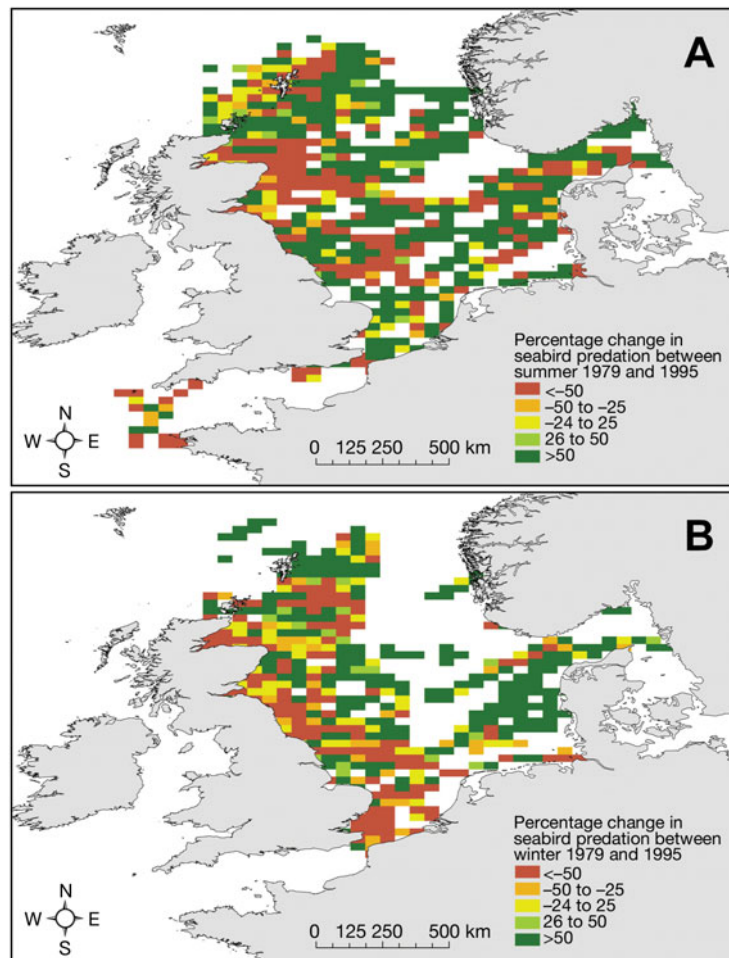 A
Percentage change in
seabird predation between
summer 1979 and 1995
<–50
–50 to –25
–24 to 25
26 to 50
>50
N
W E
S
0 125 250 500 km
B
Percentage change in
seabird predation between
winter 1979 and 1995
<–50
–50 to –25
–24 to 25
26 to 50
>50
N
W E
S
0 125 250 500 km